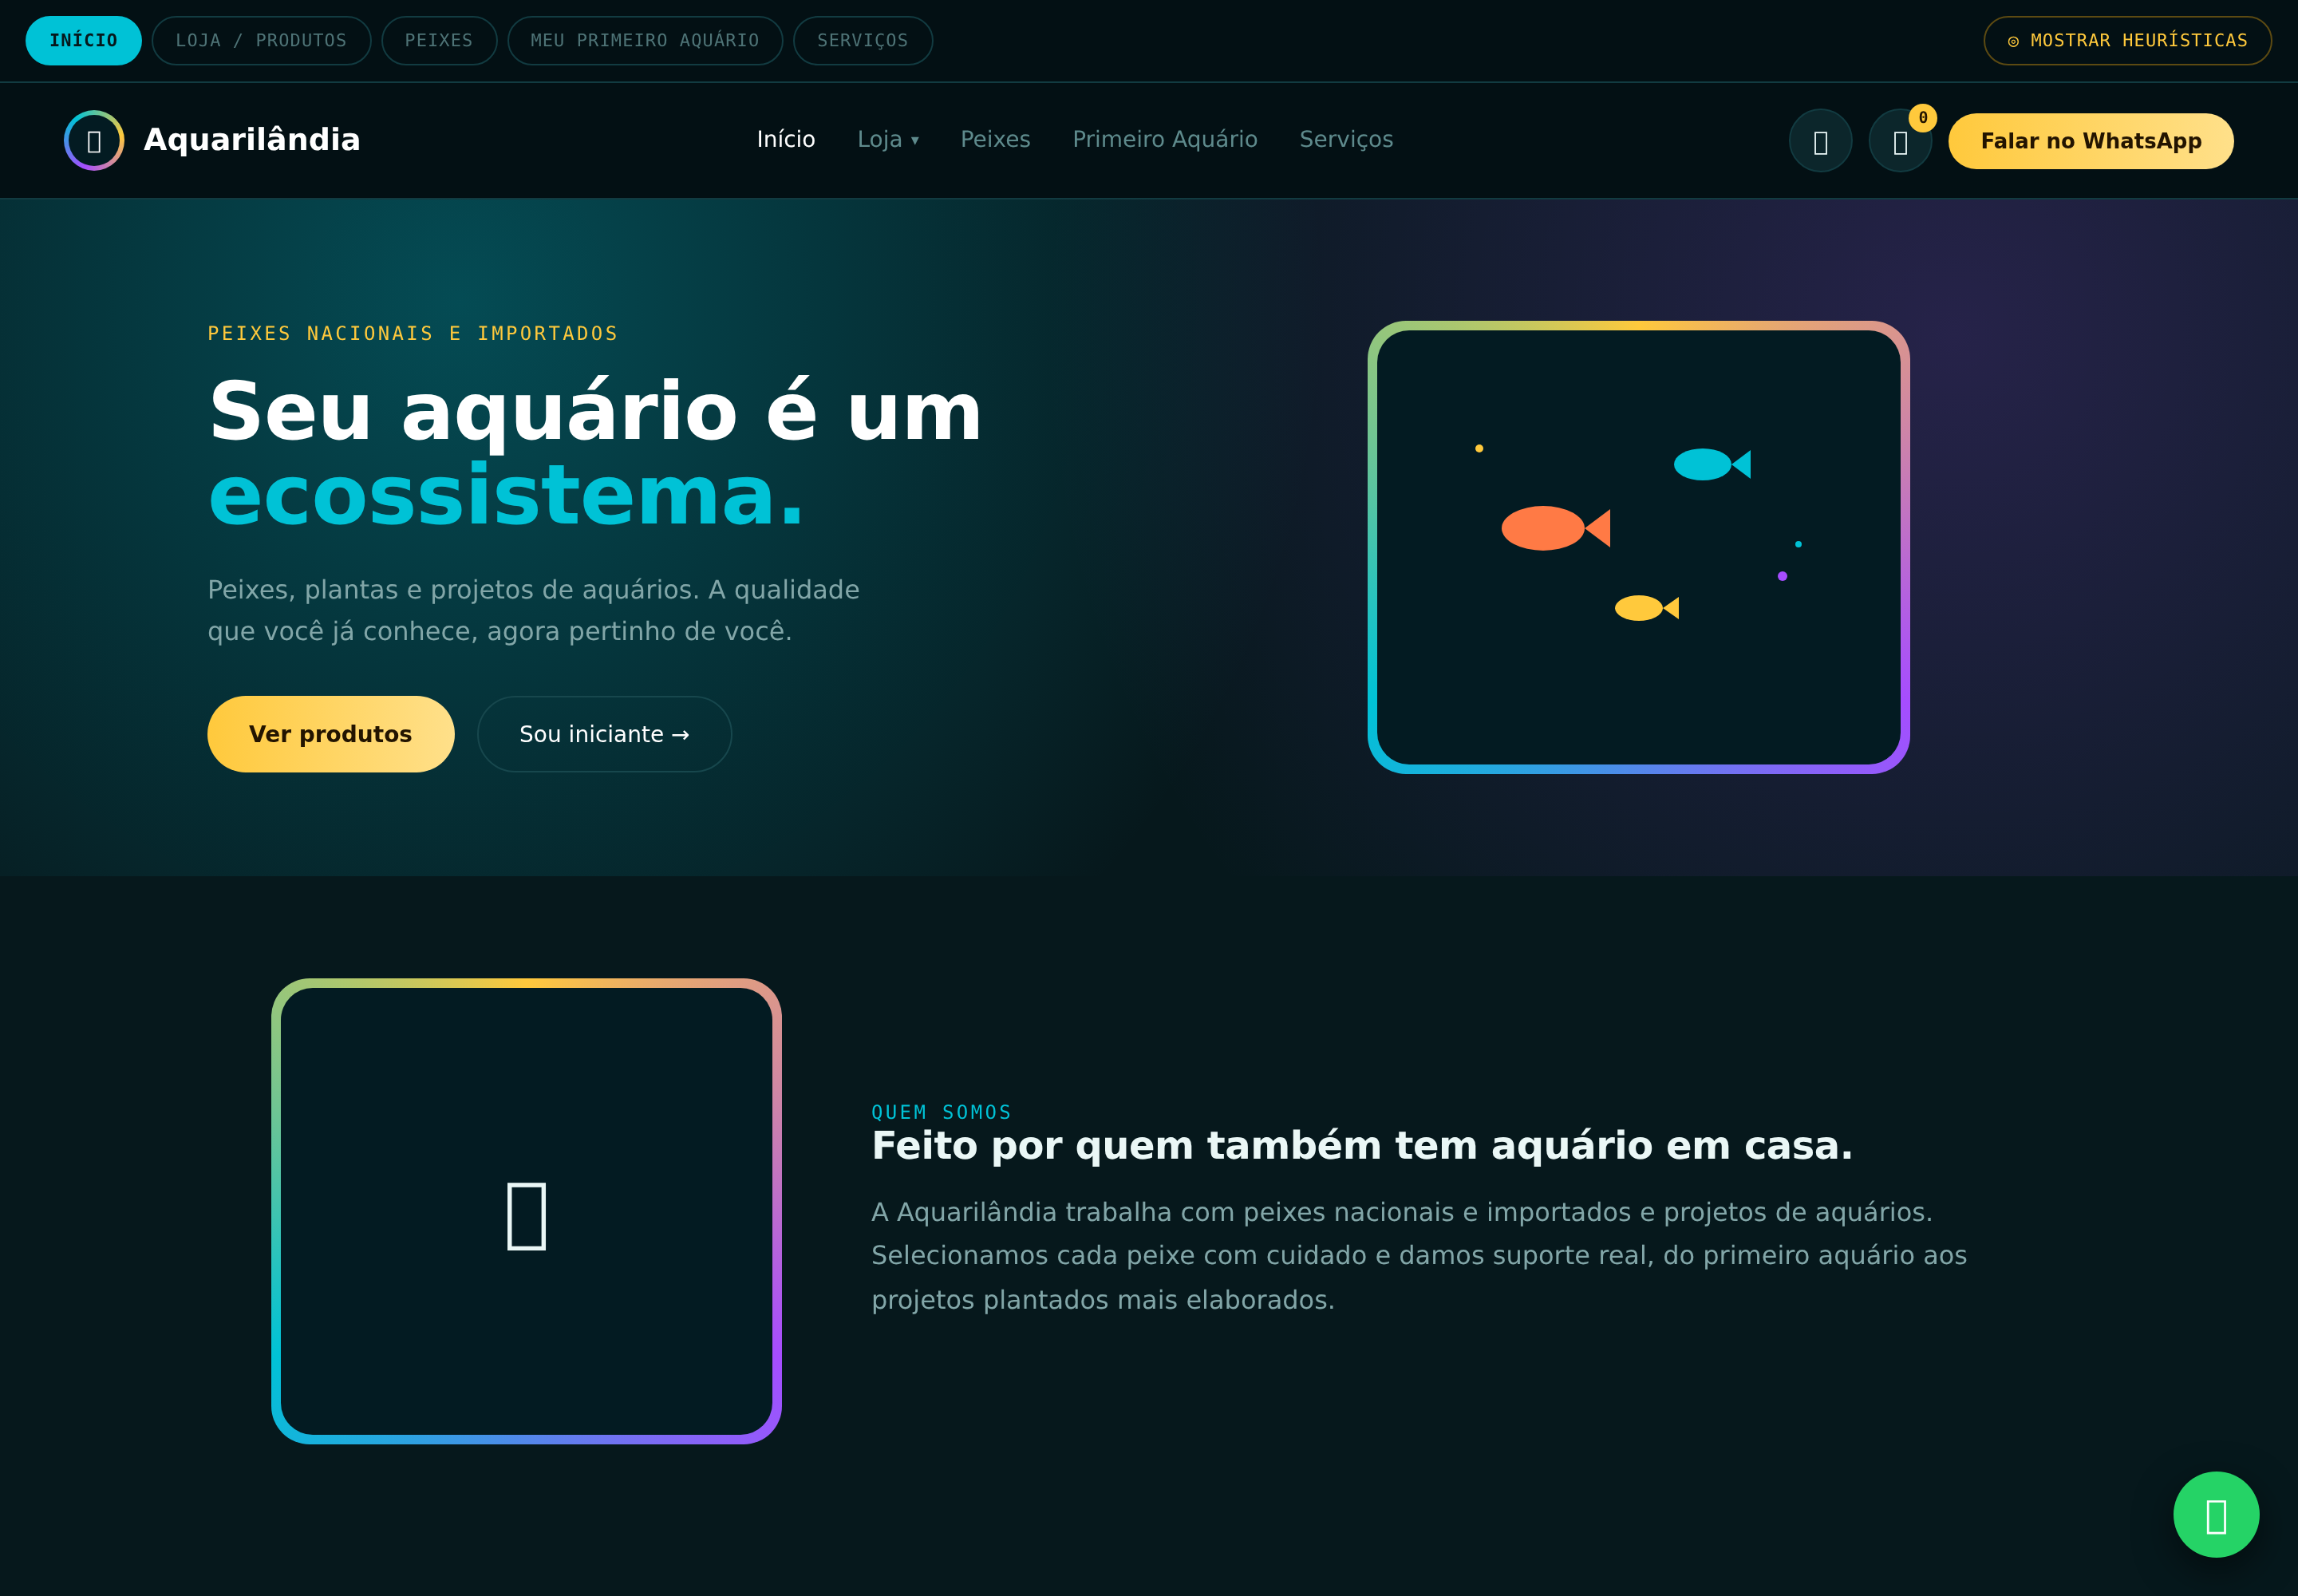 INÍCIO
LOJA / PRODUTOS
PEIXES
MEU PRIMEIRO AQUÁRIO
SERVIÇOS
◎ MOSTRAR HEURÍSTICAS
Aquarilândia
Início
Loja ▾
Peixes
Primeiro Aquário
Serviços
0
Falar no WhatsApp
PEIXES NACIONAIS E IMPORTADOS
Seu aquário é um
ecossistema.
Peixes, plantas e projetos de aquários. A qualidade
que você já conhece, agora pertinho de você.
Ver produtos
Sou iniciante →
QUEM SOMOS
Feito por quem também tem aquário em casa.
A Aquarilândia trabalha com peixes nacionais e importados e projetos de aquários.
Selecionamos cada peixe com cuidado e damos suporte real, do primeiro aquário aos
projetos plantados mais elaborados.